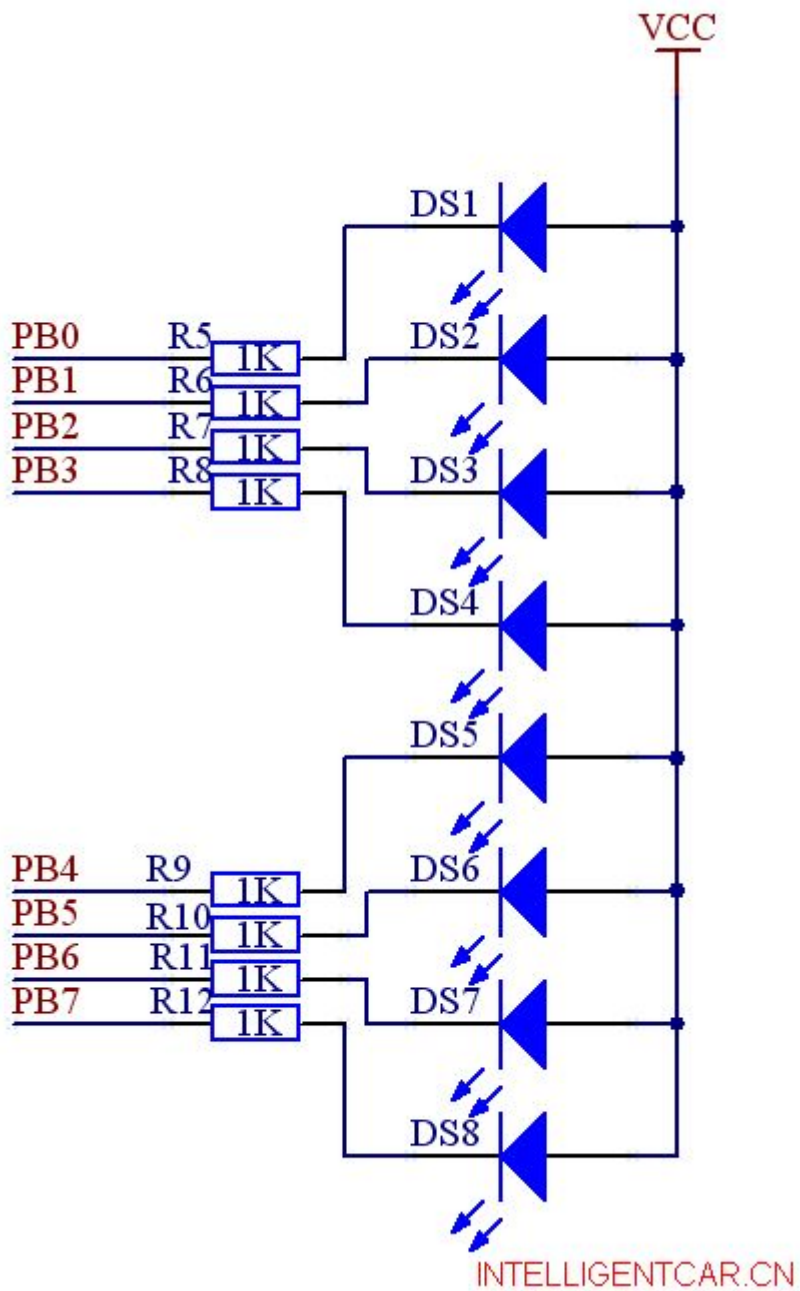 VCC
DS1
PB0 R5 1K DS2
PB1 R6 1K
PB2 R7 1K
PB3 R8 1K DS3
DS4
DS5
PB4 R9 1K DS6
PB5 R10 1K
PB6 R11 1K
PB7 R12 1K DS7
DS8
INTELLIGENTCAR.CN